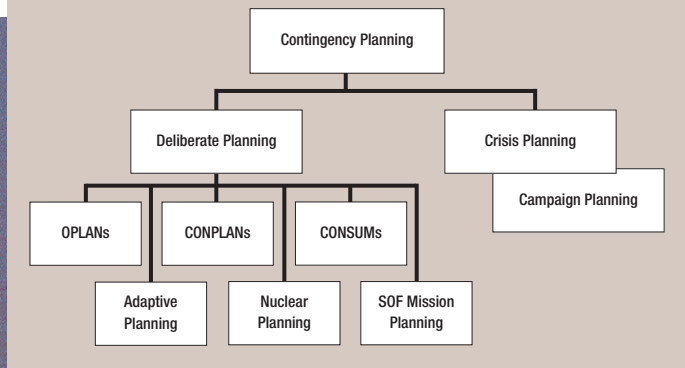 Contingency Planning
Deliberate Planning
Crisis Planning
Campaign Planning
OPLANs
CONPLANs
CONSUMs
Adaptive
Planning
Nuclear
Planning
SOF Mission
Planning